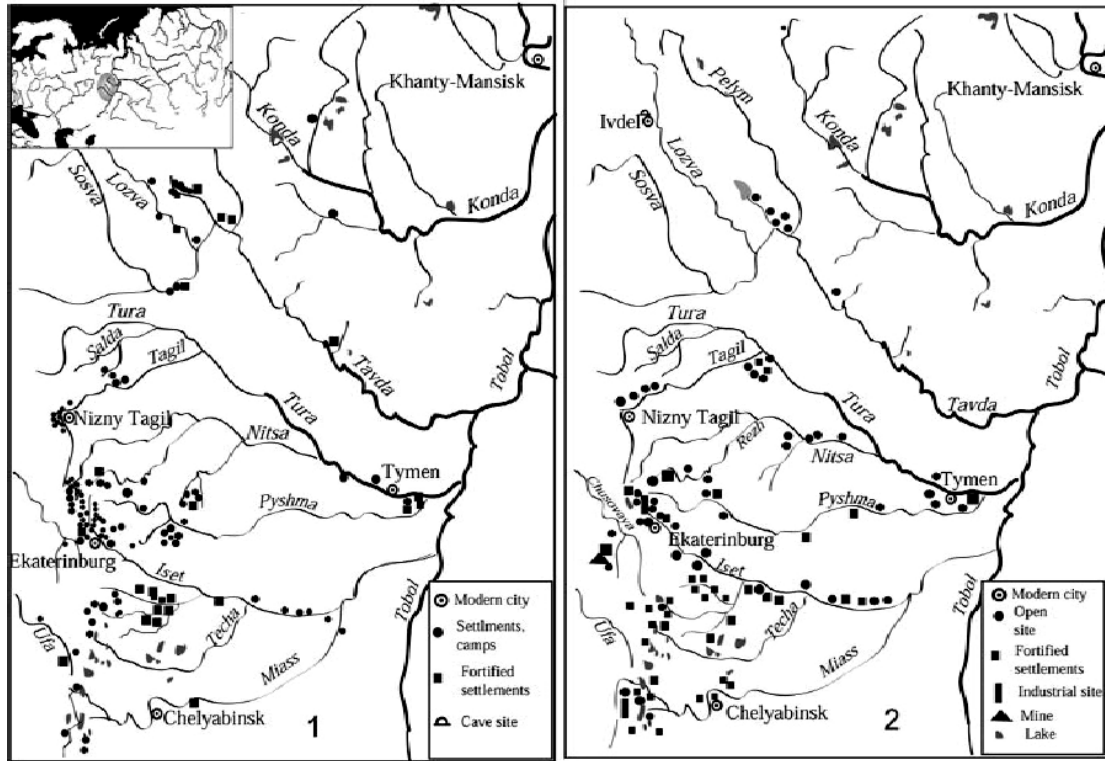 Khanty-Mansisk
Konda
Konda
Lozva
Sosva
Tura
Salda
Tagil
Tavda
Tobol
Nizny Tagil
Tura
Nitsa
Tymen
Pyshma
Ekaterinburg
Iset
Tobol
Techa
Ufa
Miass
Chelyabinsk
1
Modern city
Settlments,
camps
Fortified
settlements
Cave site
Khanty-Mansisk
Pelym
Ivdel
Konda
Lozva
Sosva
Konda
Tura
Salda
Tagil
Tobol
Nizny Tagil
Tura
Tavda
Rezh
Nitsa
Tymen
Chusovaya
Pyshma
Ekaterinburg
Iset
Tobol
Techa
Ufa
Miass
Chelyabinsk
2
Modern city
Open
site
Fortified
settlements
Industrial site
Mine
Lake